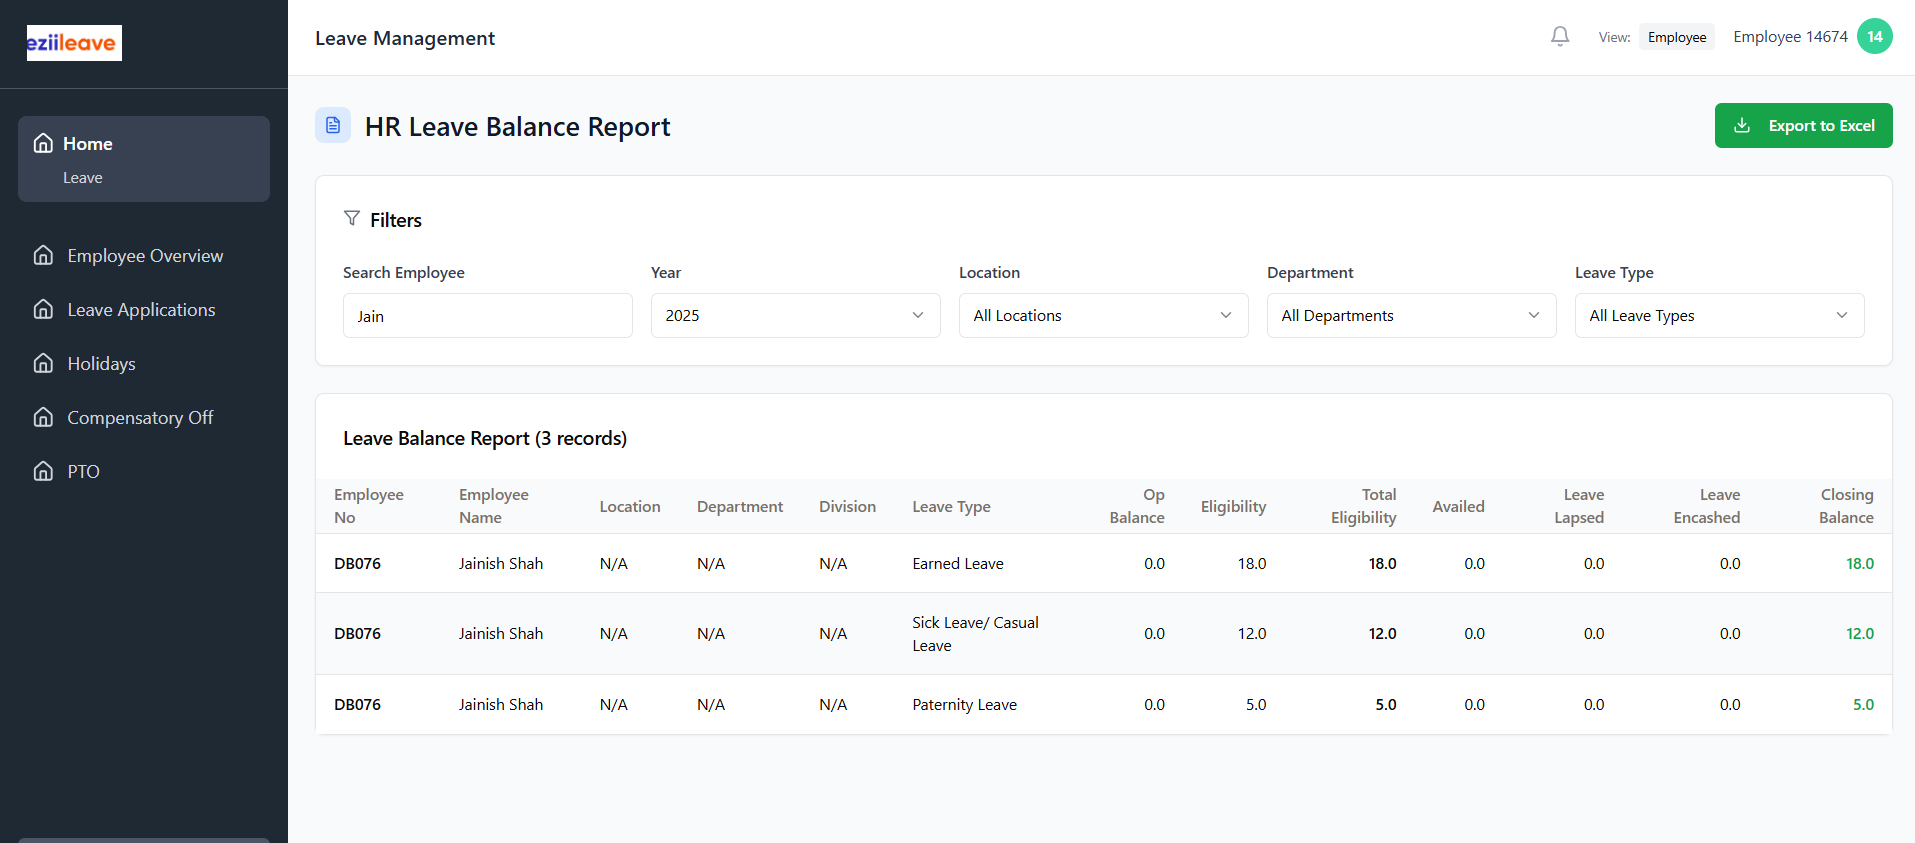 eziileave
Leave Management
View: Employee
Employee 14674
14
Home
Leave
Employee Overview
Leave Applications
Holidays
Compensatory Off
PTO
HR Leave Balance Report
Export to Excel
Filters
Search Employee Year Location Department Leave Type
Jain 2025 All Locations All Departments All Leave Types
Leave Balance Report (3 records)
Employee No Employee Name Location Department Division Leave Type Op Balance Eligibility Total Eligibility Availed Leave Lapsed Leave Encashed Closing Balance
DB076 Jainish Shah N/A N/A N/A Earned Leave 0.0 18.0 18.0 0.0 0.0 0.0 18.0
DB076 Jainish Shah N/A N/A N/A Sick Leave/ Casual Leave 0.0 12.0 12.0 0.0 0.0 0.0 12.0
DB076 Jainish Shah N/A N/A N/A Paternity Leave 0.0 5.0 5.0 0.0 0.0 0.0 5.0